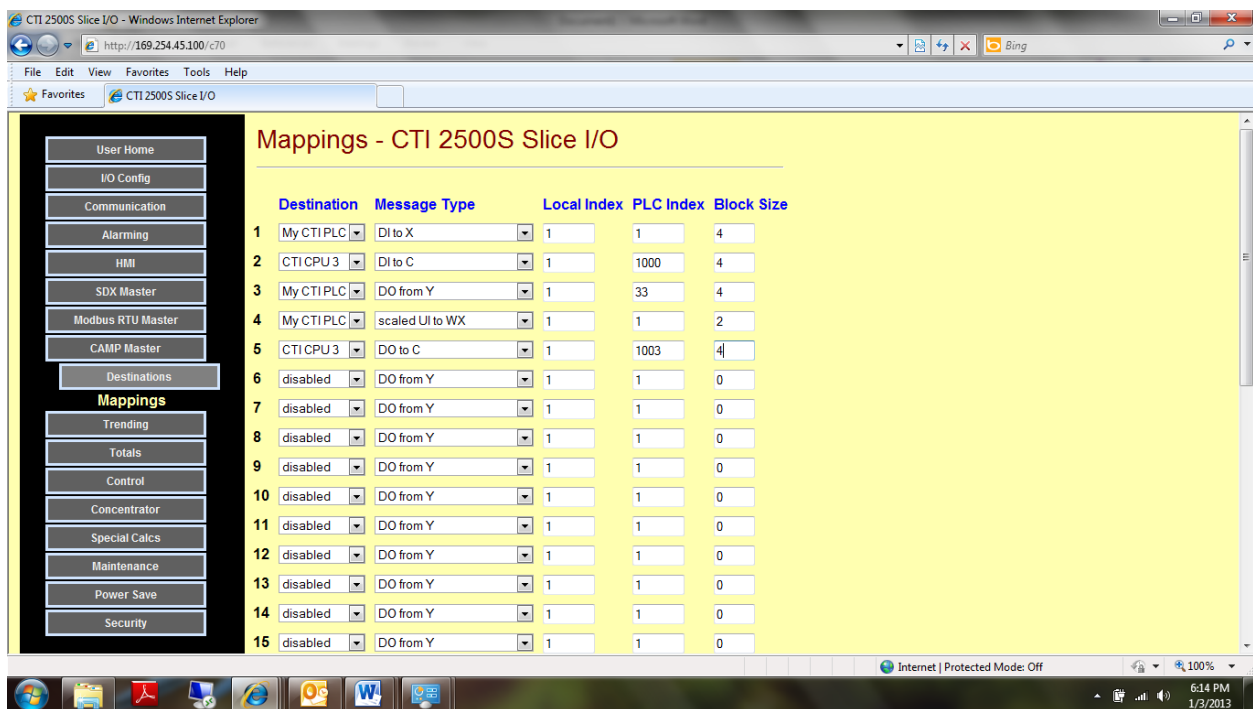 CTI 2500S Slice I/O - Windows Internet Explorer
http://169.254.45.100/c70
Bing
File Edit View Favorites Tools Help
Favorites CTI 2500S Slice I/O
User Home
I/O Config
Communication
Alarming
HMI
SDX Master
Modbus RTU Master
CAMP Master
Destinations
Mappings
Trending
Totals
Control
Concentrator
Special Calcs
Maintenance
Power Save
Security
Mappings - CTI 2500S Slice I/O
Destination Message Type Local Index PLC Index Block Size
1 My CTI PLC DI to X 1 1 4
2 CTI CPU 3 DI to C 1 1000 4
3 My CTI PLC DO from Y 1 33 4
4 My CTI PLC scaled UI to WX 1 1 2
5 CTI CPU 3 DO to C 1 1003 4
6 disabled DO from Y 1 1 0
7 disabled DO from Y 1 1 0
8 disabled DO from Y 1 1 0
9 disabled DO from Y 1 1 0
10 disabled DO from Y 1 1 0
11 disabled DO from Y 1 1 0
12 disabled DO from Y 1 1 0
13 disabled DO from Y 1 1 0
14 disabled DO from Y 1 1 0
15 disabled DO from Y 1 1 0
Internet | Protected Mode: Off 100%
6:14 PM
1/3/2013